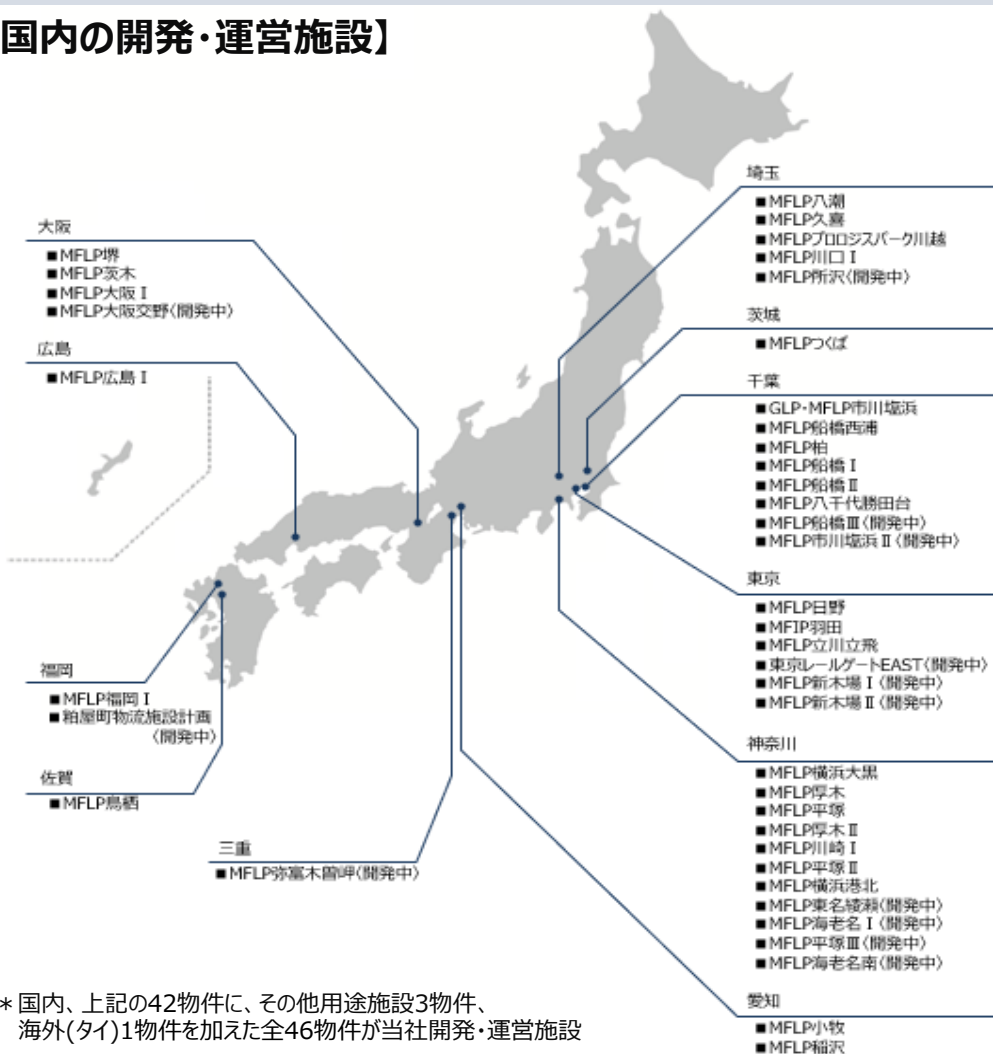 国内の開発・運営施設】
大阪
■MFLP堺
■MFLP茨木
■MFLP大阪Ⅰ
■MFLP大阪交野(開発中)
広島
■MFLP広島Ⅰ
福岡
■MFLP福岡Ⅰ
■粕屋町物流施設計画
(開発中)
佐賀
■MFLP鳥栖
三重
■MFLP弥富木曽岬(開発中)
埼玉
■MFLP八潮
■MFLP久喜
■MFLPプロロジスパーク川越
■MFLP川口Ⅰ
■MFLP所沢(開発中)
茨城
■MFLPつくば
千葉
■GLP・MFLP市川塩浜
■MFLP船橋西浦
■MFLP柏
■MFLP船橋Ⅰ
■MFLP船橋Ⅱ
■MFLP八千代勝田台
■MFLP船橋Ⅲ(開発中)
■MFLP市川塩浜Ⅱ(開発中)
東京
■MFLP日野
■MFIP羽田
■MFLP立川立飛
■東京レールゲートEAST(開発中)
■MFLP新木場Ⅰ(開発中)
■MFLP新木場Ⅱ(開発中)
神奈川
■MFLP横浜大黒
■MFLP厚木
■MFLP平塚
■MFLP厚木Ⅱ
■MFLP川崎Ⅰ
■MFLP平塚Ⅱ
■MFLP横浜港北
■MFLP東名綾瀬(開発中)
■MFLP海老名Ⅰ(開発中)
■MFLP平塚Ⅲ(開発中)
■MFLP海老名南(開発中)
愛知
■MFLP小牧
■MFLP稲沢
＊国内、上記の42物件に、その他用途施設3物件、
海外(タイ)1物件を加えた全46物件が当社開発・運営施設